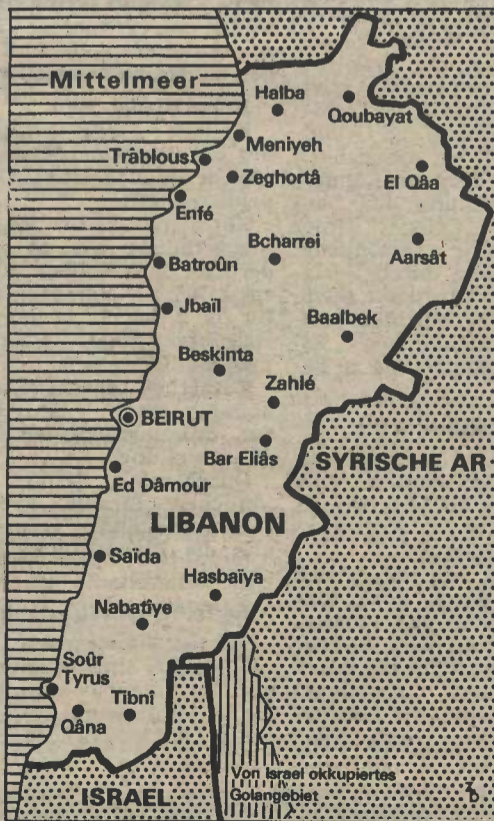 Mittelmeer
Halba
Qoubayat
Meniyeh
Trâblous
Zeghortâ
El Qâa
Enfé
Bcharrei
Aarsât
Batroûn
Jbaïl
Baalbek
Beskinta
Zahlé
BEIRUT
Bar Eliâs
SYRISCHE AR
Ed Dâmour
LIBANON
Saïda
Hasbaïya
Nabatîye
Soûr
Tyrus
Qâna
Tibnî
Von Israel okkupiertes
Golangebiet
ISRAEL